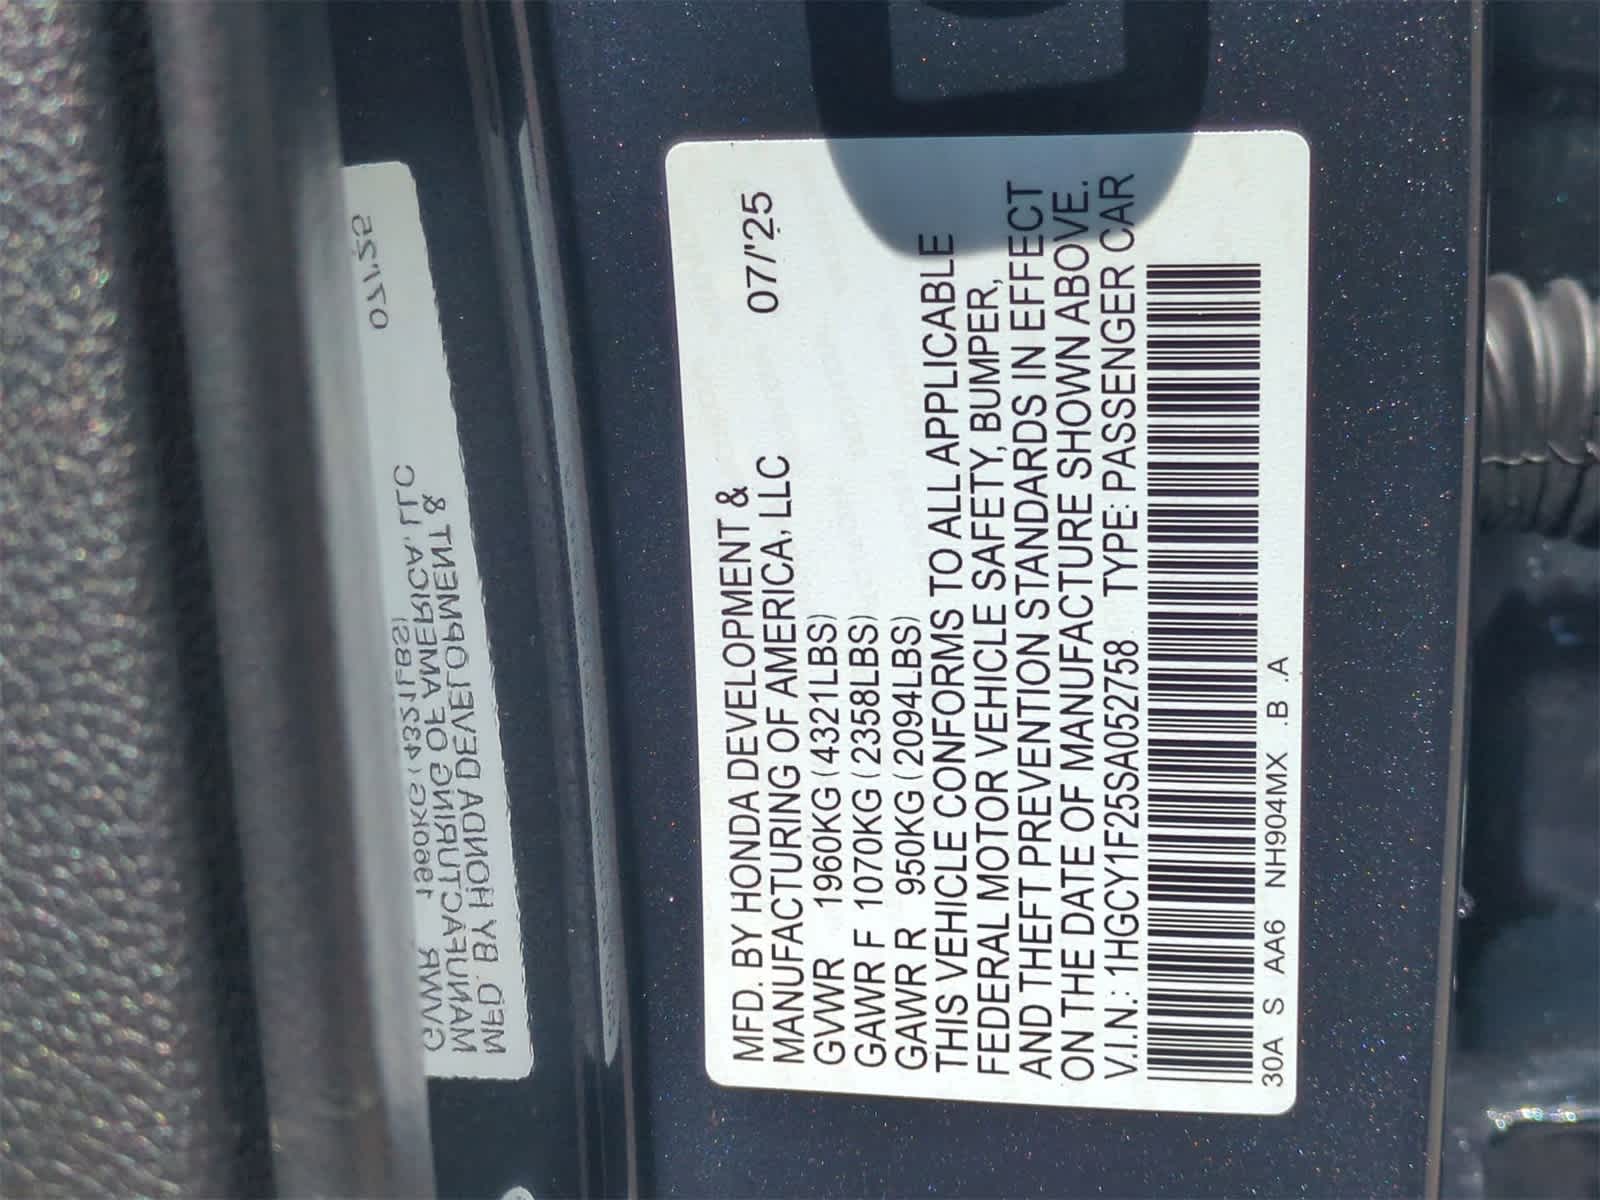 MFD. BY HONDA DEVELOPMENT &
MANUFACTURING OF AMERICA, LLC 07/'25
GVWR 1960KG (4321LBS)
GAWR F 1070KG (2358LBS)
GAWR R 950KG (2094LBS)
THIS VEHICLE CONFORMS TO ALL APPLICABLE
FEDERAL MOTOR VEHICLE SAFETY, BUMPER,
AND THEFT PREVENTION STANDARDS IN EFFECT
ON THE DATE OF MANUFACTURE SHOWN ABOVE.
V.I.N.: 1HGCY1F25SA052758 TYPE: PASSENGER CAR
30A S AA6 NH904MX .B .A
MFD. BY HONDA DEVELOPMENT &
MANUFACTURING OF AMERICA, LLC 07/'25
GVWR 1960KG (4321LBS)